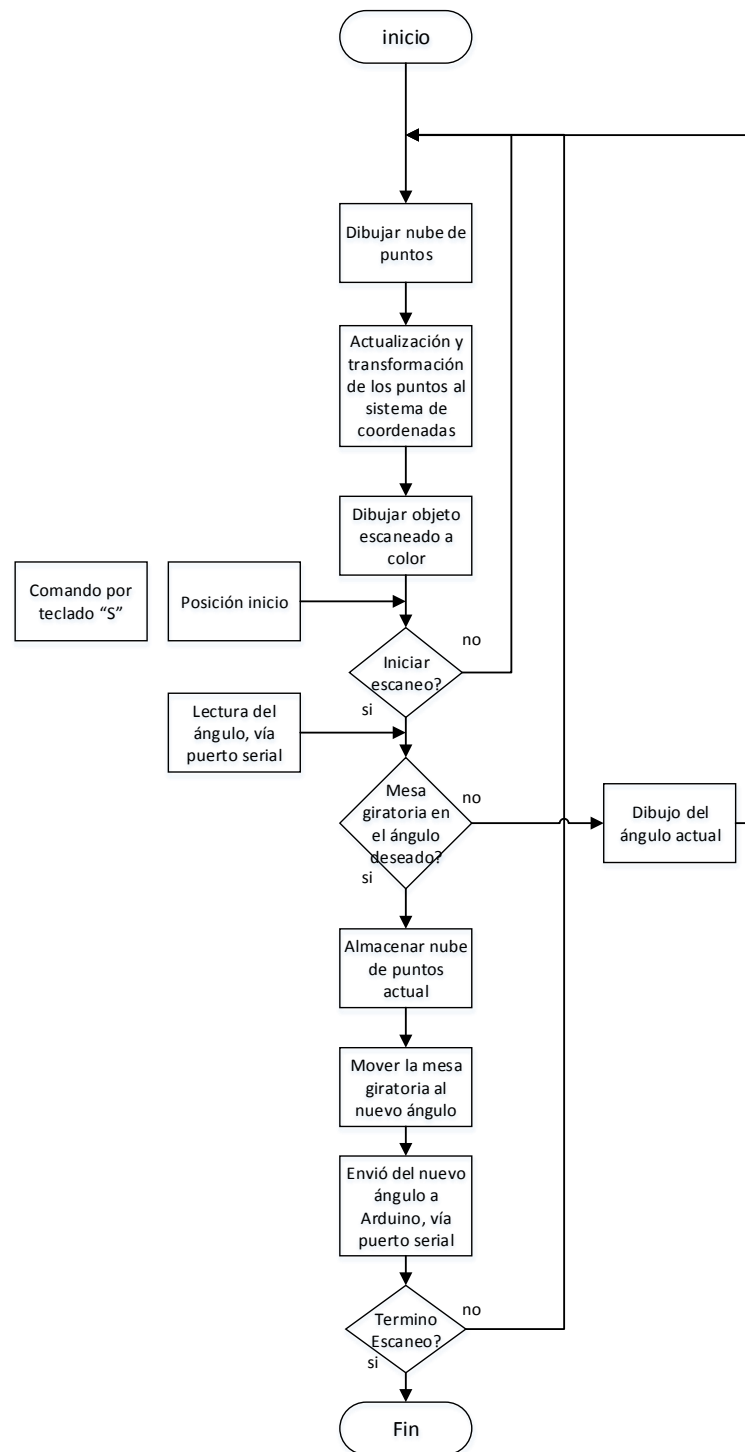 inicio
Dibujar nube de
puntos
Actualización y
transformación
de los puntos al
sistema de
coordenadas
Dibujar objeto
escaneado a
color
Comando por
teclado “S”
Posición inicio
Iniciar
escaneo?
no
si
Lectura del
ángulo, vía
puerto serial
Mesa
giratoria en
el ángulo
deseado?
no
si
Dibujo del
ángulo actual
Almacenar nube
de puntos
actual
Mover la mesa
giratoria al
nuevo ángulo
Envió del nuevo
ángulo a
Arduino, vía
puerto serial
Termino
Escaneo?
no
si
Fin